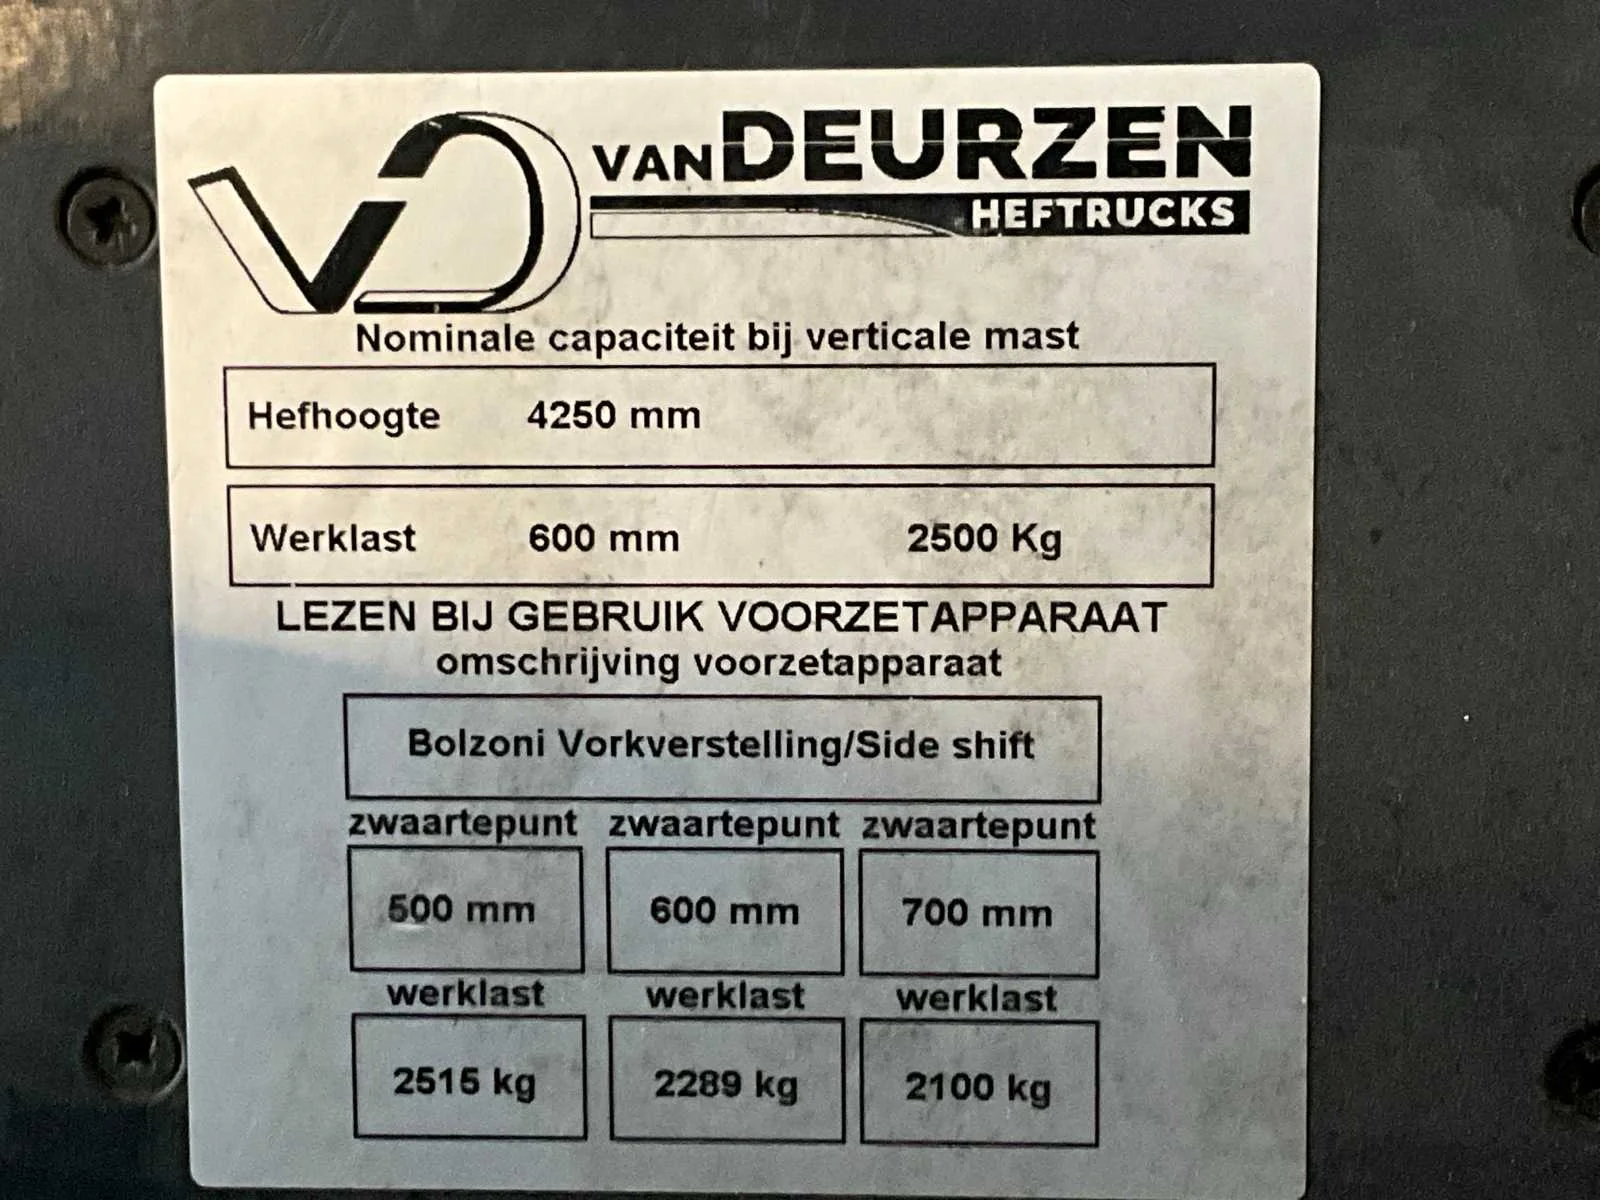 VAN DEURZEN
HEFTRUCKS
Nominale capaciteit bij verticale mast
Hefhoogte 4250 mm
Werklast 600 mm 2500 Kg
LEZEN BIJ GEBRUIK VOORZETAPPARAAT
omschrijving voorzetapparaat
Bolzoni Vorkverstelling/Side shift
zwaartepunt zwaartepunt zwaartepunt
500 mm 600 mm 700 mm
werklast werklast werklast
2515 kg 2289 kg 2100 kg